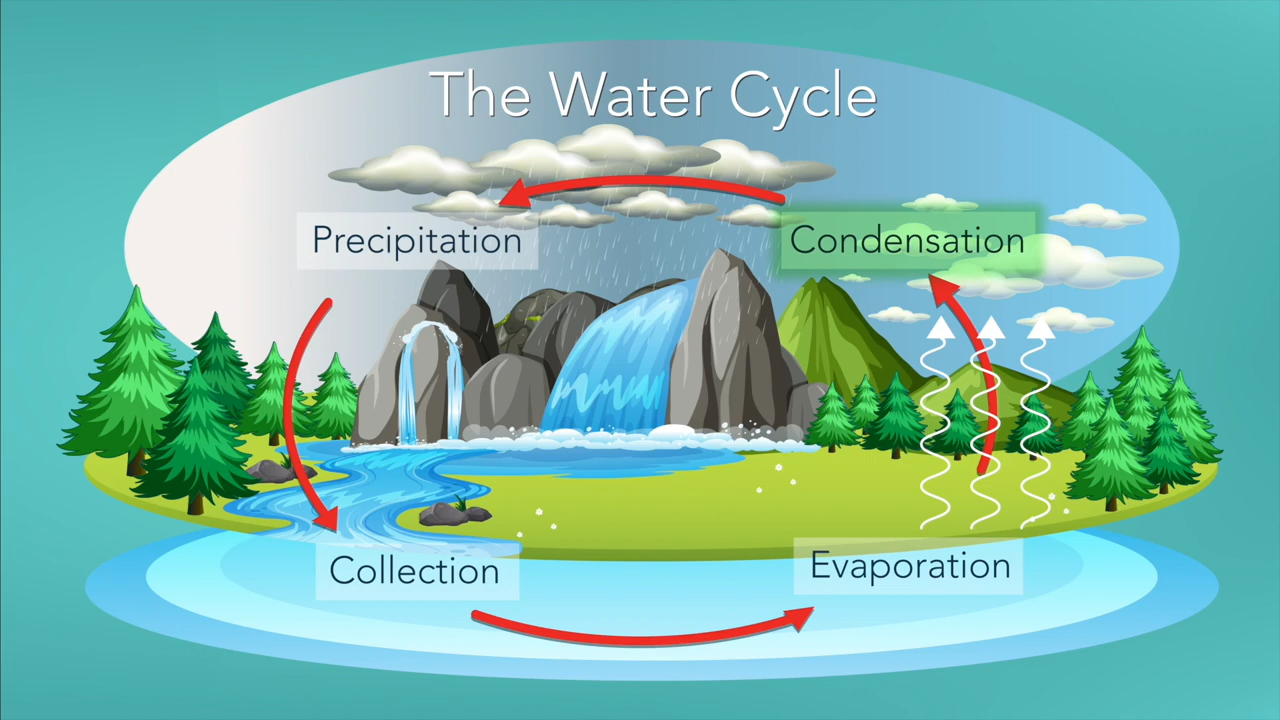 The Water Cycle
Precipitation
Condensation
Collection
Evaporation